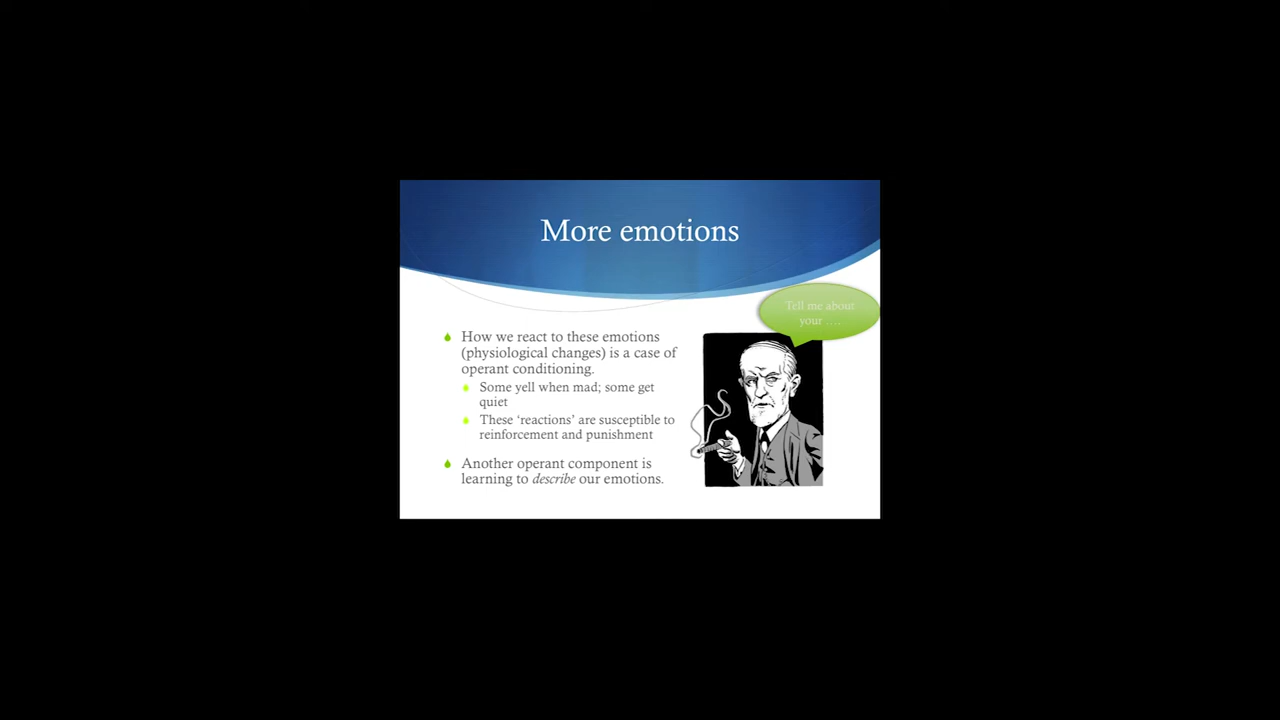 More emotions
Tell me about
your ....
How we react to these emotions
(physiological changes) is a case of
operant conditioning.
Some yell when mad; some get
quiet
These ‘reactions’ are susceptible to
reinforcement and punishment
Another operant component is
learning to describe our emotions.